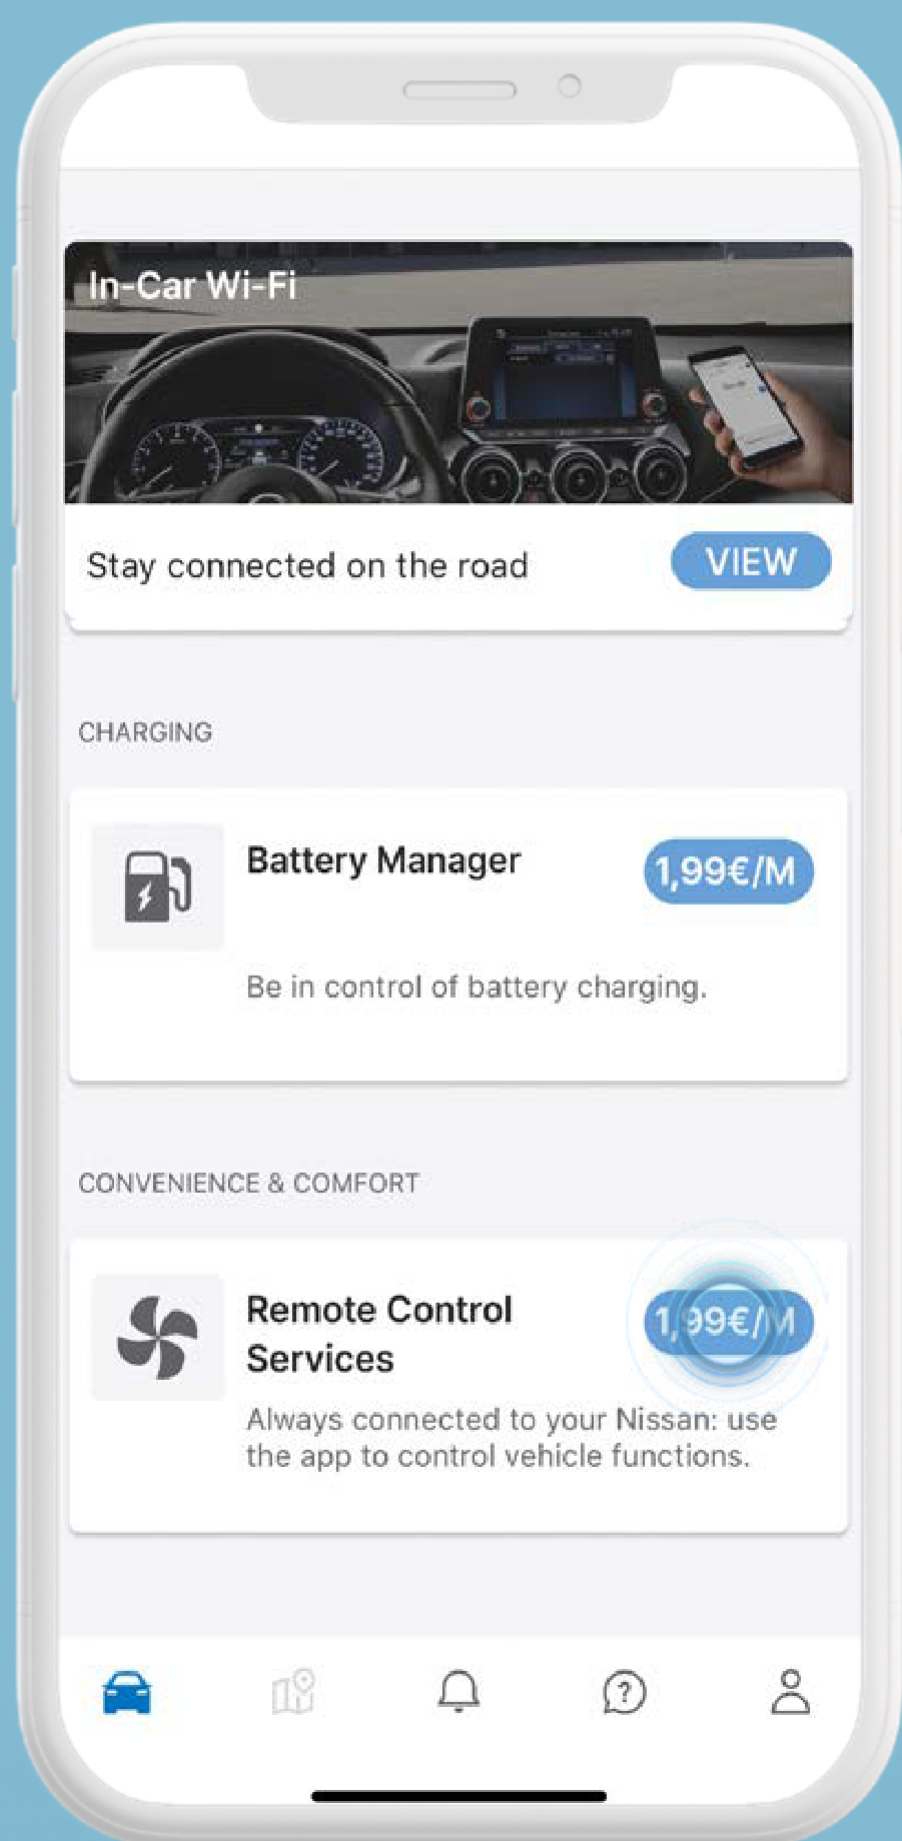 In-Car Wi-Fi
Stay connected on the road
VIEW
CHARGING
Battery Manager
1,99€/M
Be in control of battery charging.
CONVENIENCE & COMFORT
Remote Control
Services
1,99€/M
Always connected to your Nissan: use
the app to control vehicle functions.